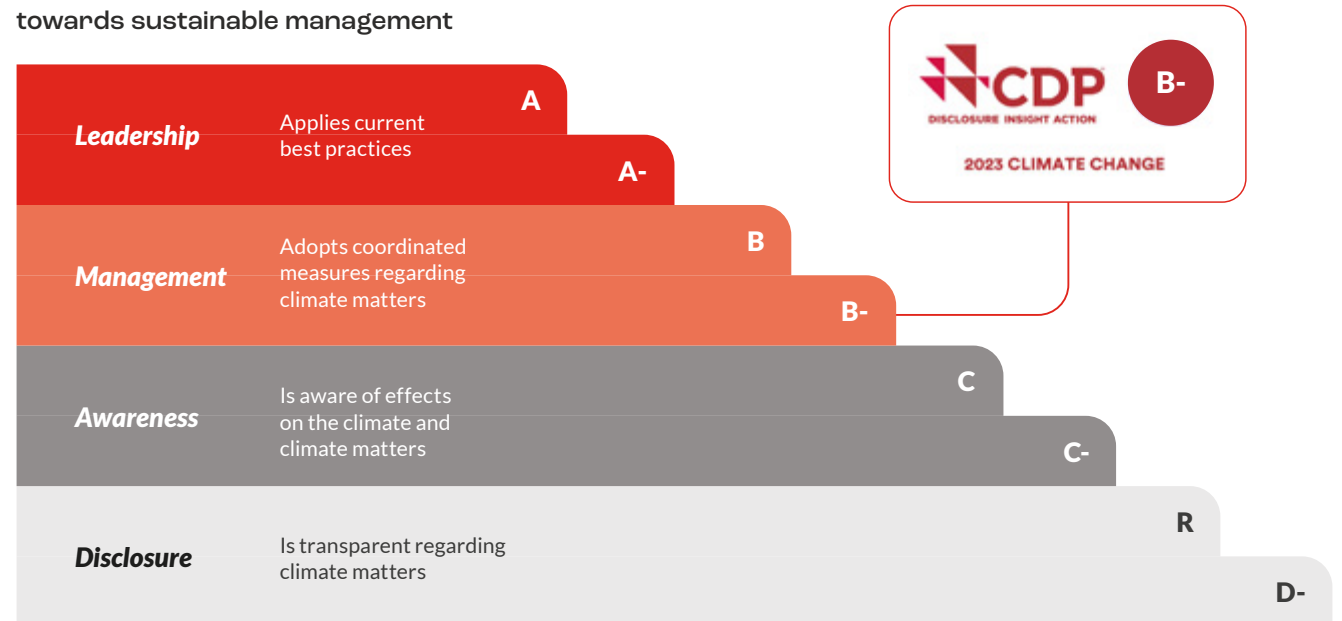 towards sustainable management
CDP
DISCLOSURE INSIGHT ACTION
B-
2023 CLIMATE CHANGE
Leadership
Applies current
best practices
A
A-
Management
Adopts coordinated
measures regarding
climate matters
B
B-
Awareness
Is aware of effects
on the climate and
climate matters
C
C-
Disclosure
Is transparent regarding
climate matters
R
D-